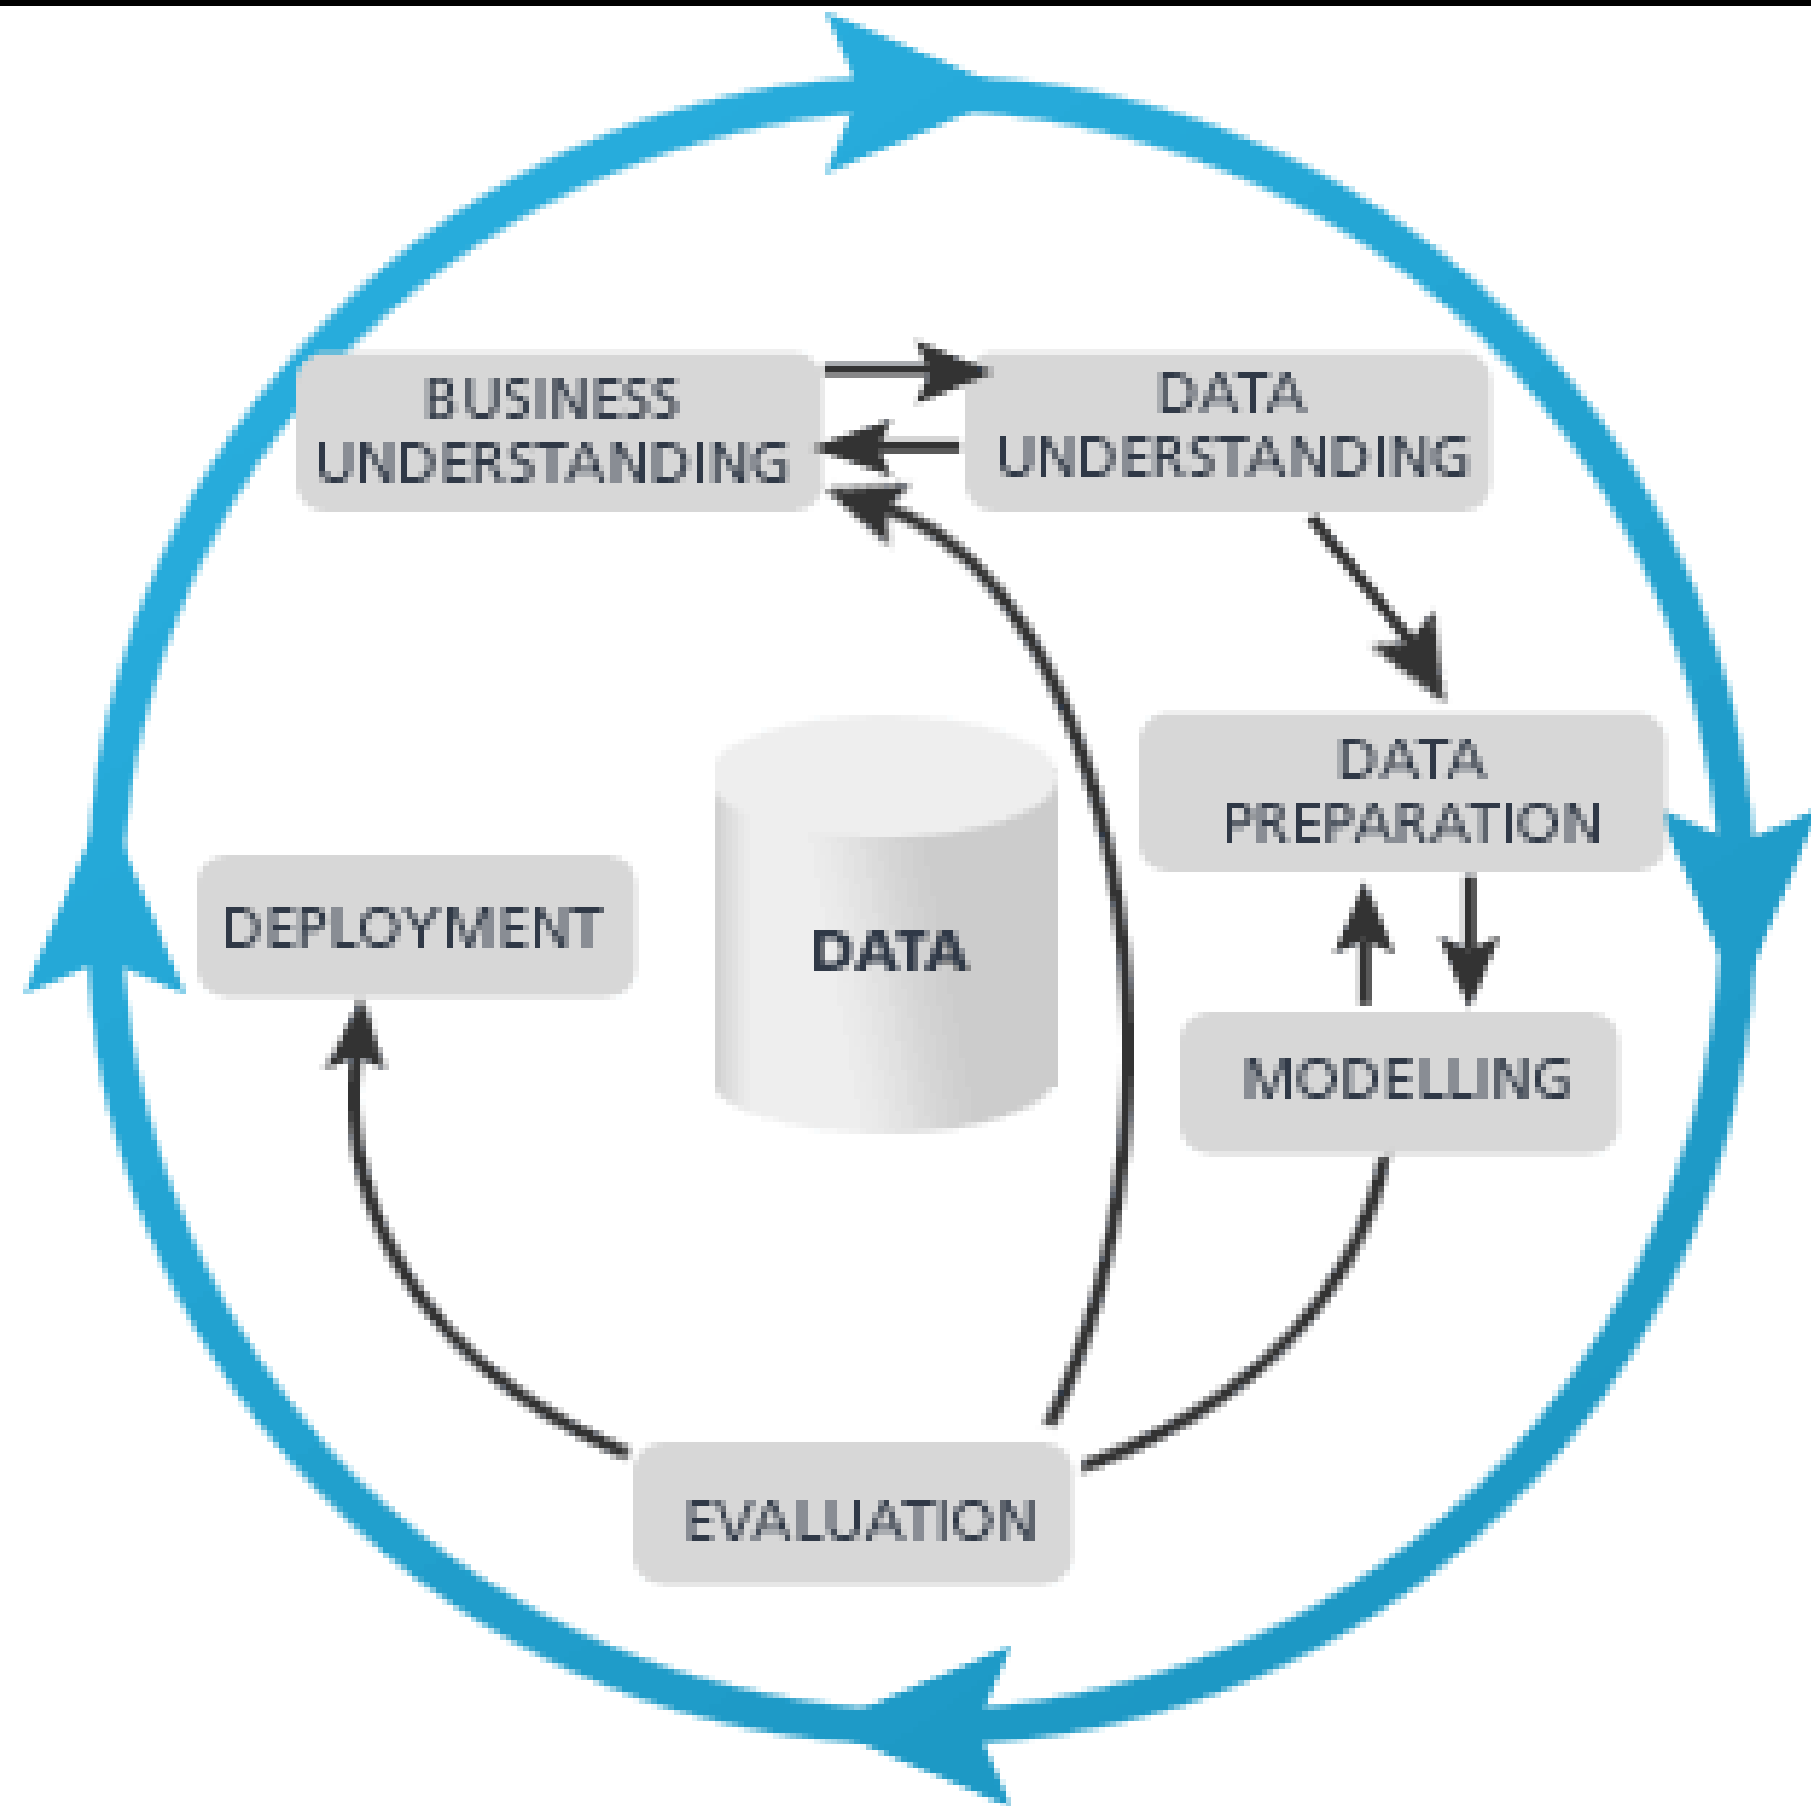 BUSINESS
UNDERSTANDING
DATA
UNDERSTANDING
DATA
PREPARATION
DEPLOYMENT
DATA
MODELLING
EVALUATION